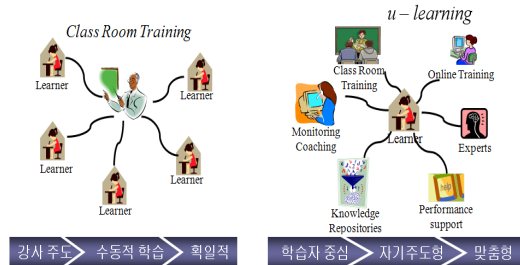 Class Room Training
Learner
Learner
Learner
Learner
Learner
강사 주도
수동적 학습
획일적
u – learning
Class Room
Training
Online Training
Monitoring
Coaching
Learner
Experts
Knowledge
Repositories
help
Performance
support
학습자 중심
자기주도형
맞춤형